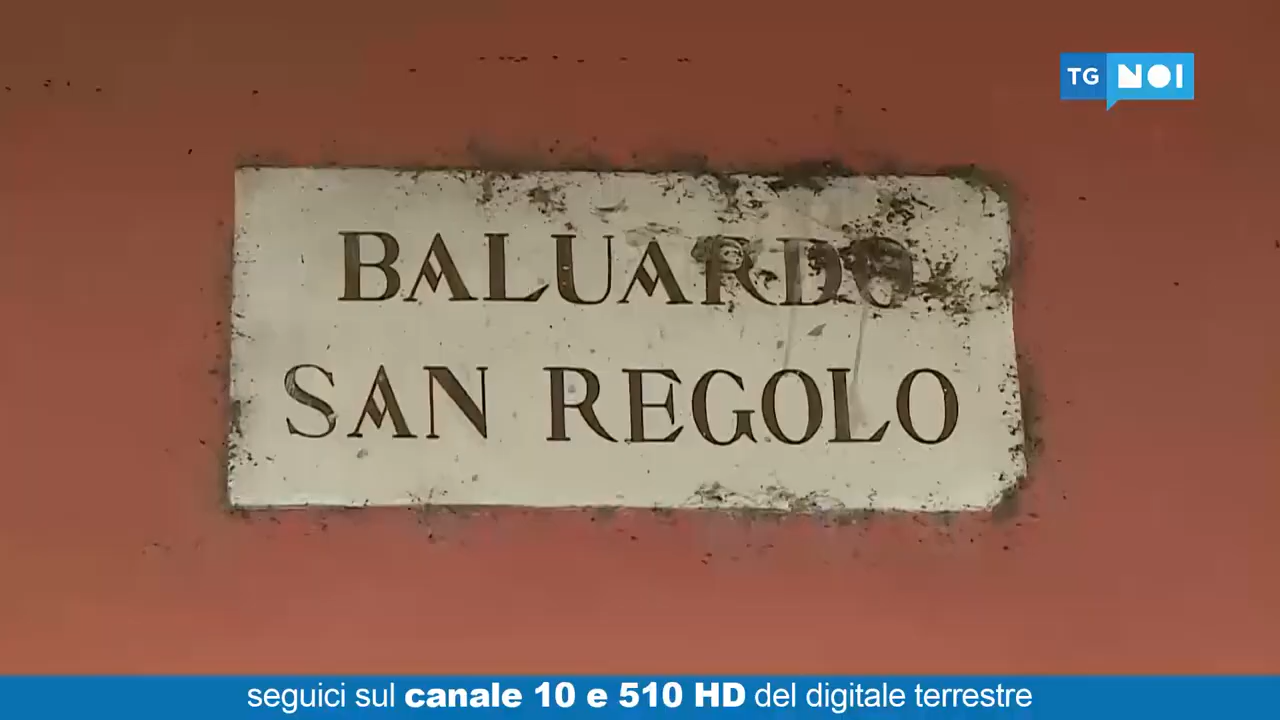 TG NOI
BALUARDO
SAN REGOLO
seguici sul canale 10 e 510 HD del digitale terrestre